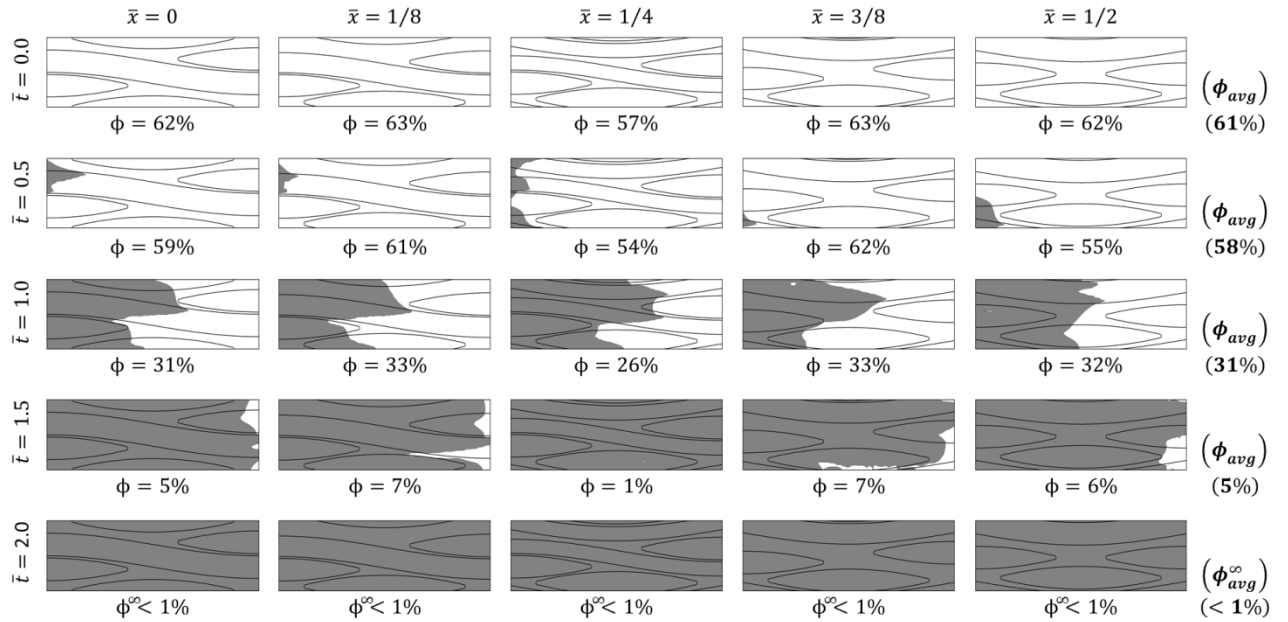 x̄ = 0 x̄ = 1/8 x̄ = 1/4 x̄ = 3/8 x̄ = 1/2
t̄ = 0.0
(ϕavg)
ϕ = 62% ϕ = 63% ϕ = 57% ϕ = 63% ϕ = 62% (61%)
t̄ = 0.5
(ϕavg)
ϕ = 59% ϕ = 61% ϕ = 54% ϕ = 62% ϕ = 55% (58%)
t̄ = 1.0
(ϕavg)
ϕ = 31% ϕ = 33% ϕ = 26% ϕ = 33% ϕ = 32% (31%)
t̄ = 1.5
(ϕavg)
ϕ = 5% ϕ = 7% ϕ = 1% ϕ = 7% ϕ = 6% (5%)
t̄ = 2.0
(ϕ∞avg)
ϕ∞< 1% ϕ∞< 1% ϕ∞< 1% ϕ∞< 1% ϕ∞< 1% (< 1%)